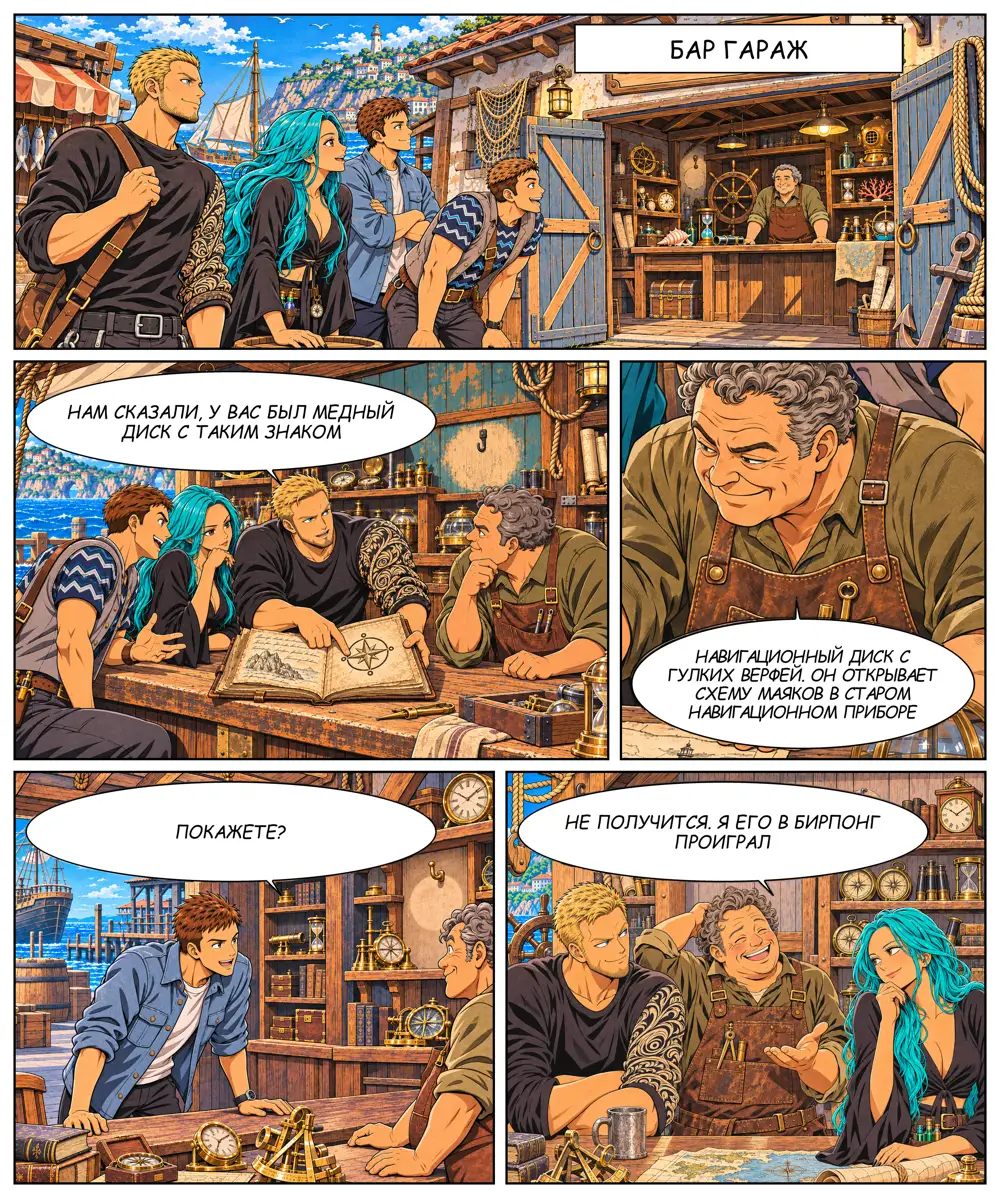 БАР ГАРАЖ
НАМ СКАЗАЛИ, У ВАС БЫЛ МЕДНЫЙ
ДИСК С ТАКИМ ЗНАКОМ
НАВИГАЦИОННЫЙ ДИСК С
ГУЛКИХ ВЕРФЕЙ. ОН ОТКРЫВАЕТ
СХЕМУ МАЯКОВ В СТАРОМ
НАВИГАЦИОННОМ ПРИБОРЕ
ПОКАЖЕТЕ?
НЕ ПОЛУЧИТСЯ. Я ЕГО В БИРПОНГ
ПРОИГРАЛ